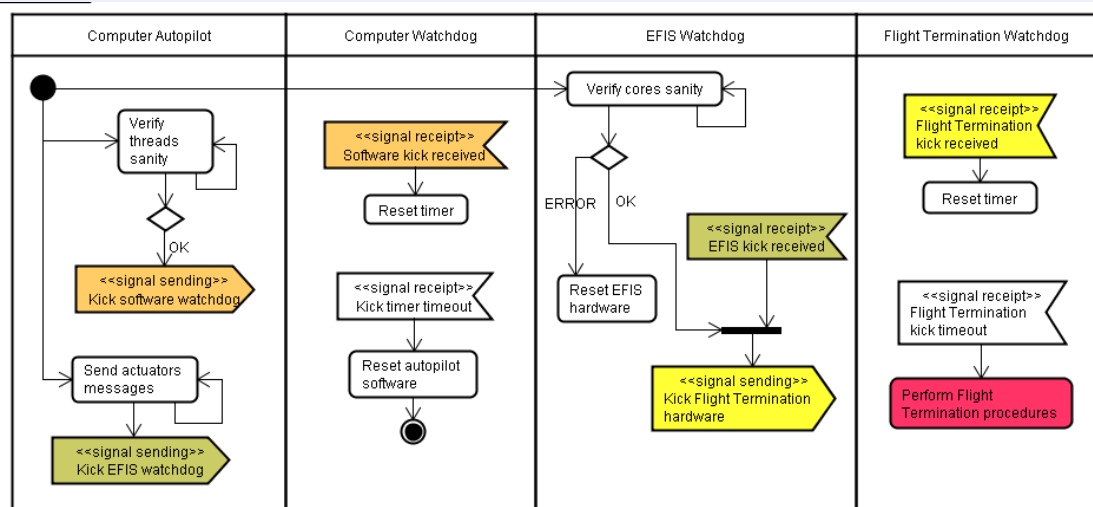 Computer Autopilot
Computer Watchdog
EFIS Watchdog
Flight Termination Watchdog
Verify
threads
sanity
OK
<<signal sending>>
Kick software watchdog
Send actuators
messages
<<signal sending>>
Kick EFIS watchdog
<<signal receipt>>
Software kick received
Reset timer
<<signal receipt>>
Kick timer timeout
Reset autopilot
software
Verify cores sanity
ERROR
OK
<<signal receipt>>
EFIS kick received
Reset EFIS
hardware
<<signal sending>>
Kick Flight Termination
hardware
<<signal receipt>>
Flight Termination
kick received
Reset timer
<<signal receipt>>
Flight Termination
kick timeout
Perform Flight
Termination procedures